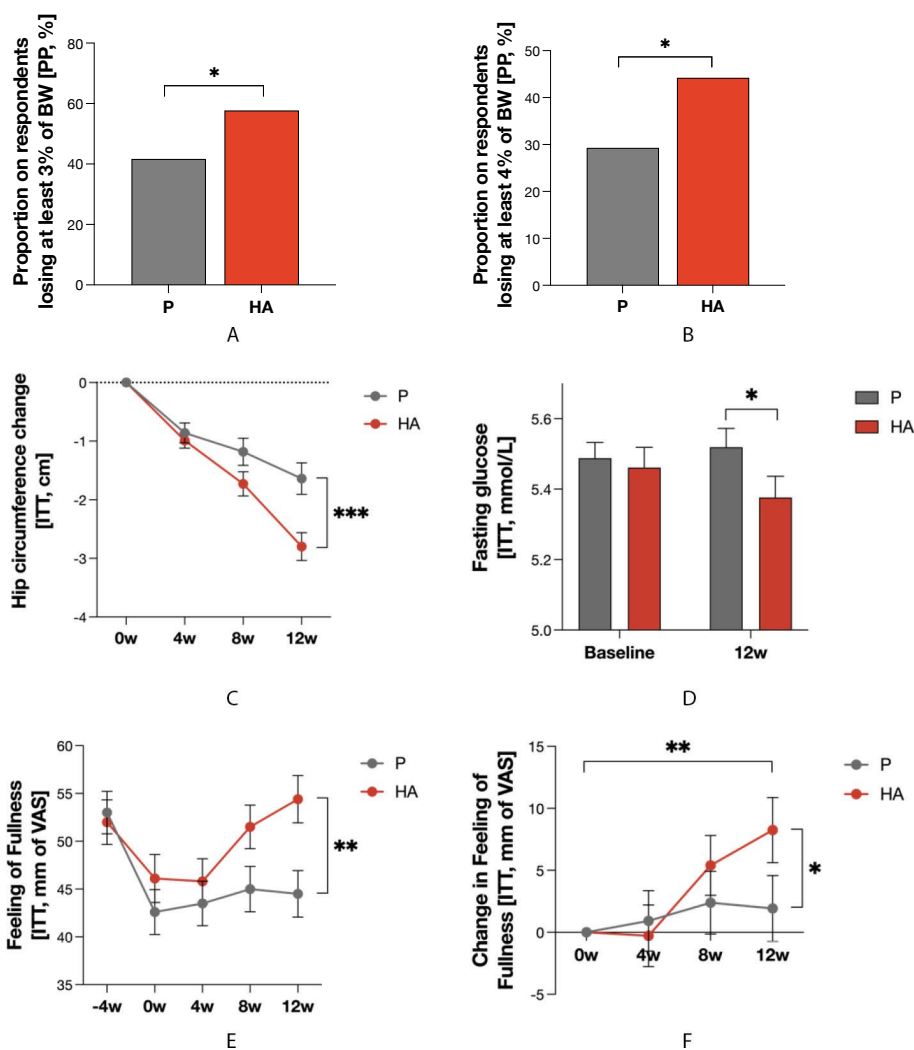 Proportion on respondents
losing at least 3% of BW [PP, %]
80
60
40
20
0
*
P
HA
A
Proportion on respondents
losing at least 4% of BW [PP, %]
50
40
30
20
10
0
*
P
HA
B
Hip circumference change
[ITT, cm]
0
-1
-2
-3
-4
0w
4w
8w
12w
P
HA
***
C
Fasting glucose
[ITT, mmol/L]
5.6
5.4
5.2
5.0
*
Baseline
12w
P
HA
D
Feeling of Fullness
[ITT, mm of VAS]
60
55
50
45
40
35
-4w
0w
4w
8w
12w
P
HA
**
E
Change in Feeling of
Fullness [ITT, mm of VAS]
15
10
5
0
-5
0w
4w
8w
12w
**
*
P
HA
F